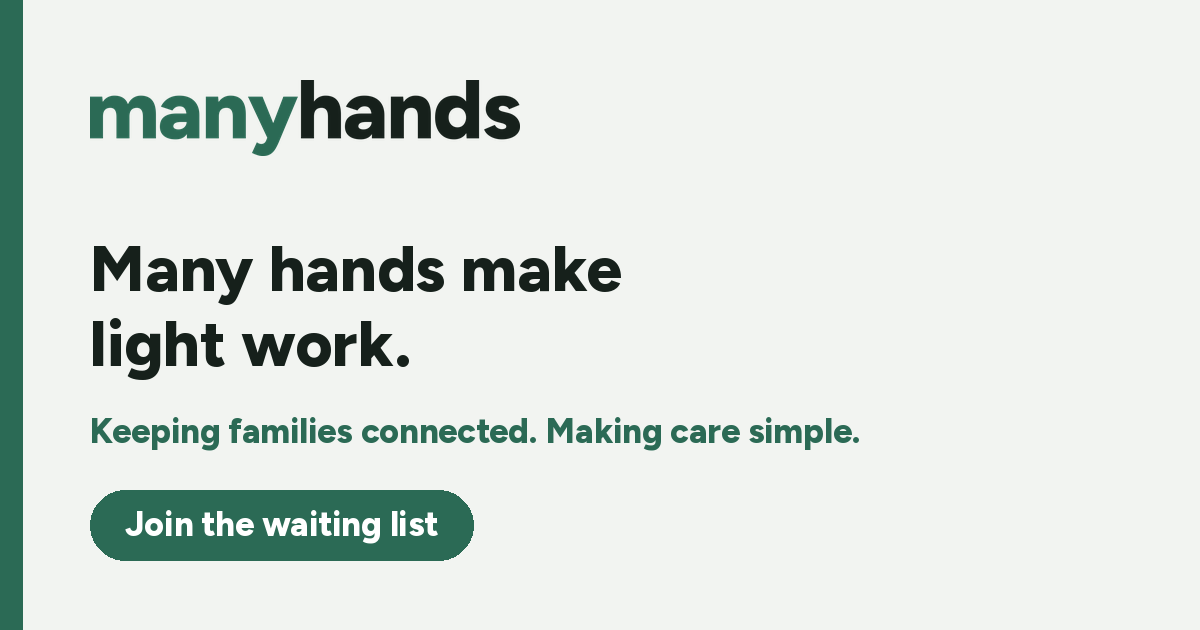 manyhands
Many hands make
light work.
Keeping families connected. Making care simple.
Join the waiting list